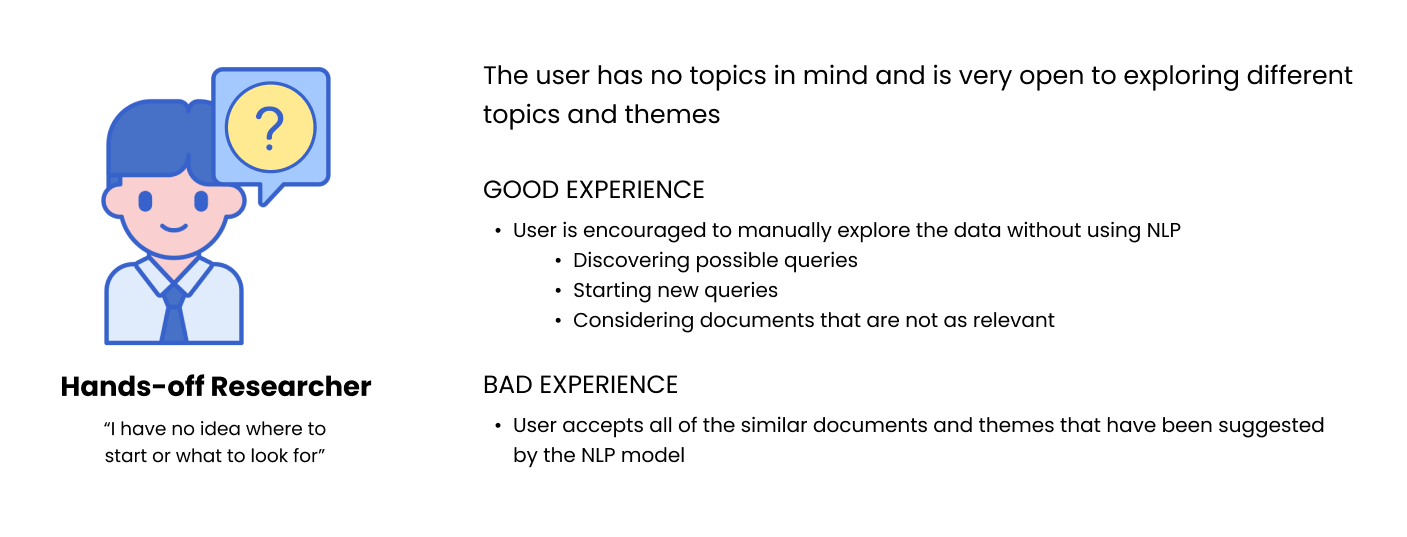 ?
Hands-off Researcher
“I have no idea where to
start or what to look for”
The user has no topics in mind and is very open to exploring different
topics and themes
GOOD EXPERIENCE
• User is encouraged to manually explore the data without using NLP
• Discovering possible queries
• Starting new queries
• Considering documents that are not as relevant
BAD EXPERIENCE
• User accepts all of the similar documents and themes that have been suggested
by the NLP model